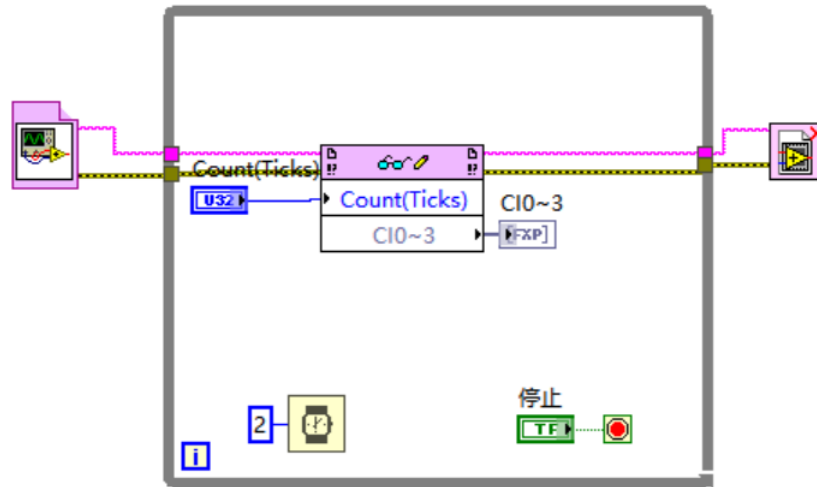 Count(Ticks)
U32
Count(Ticks)
CI0~3
CI0~3
[FXP]
2
停止
TF
i